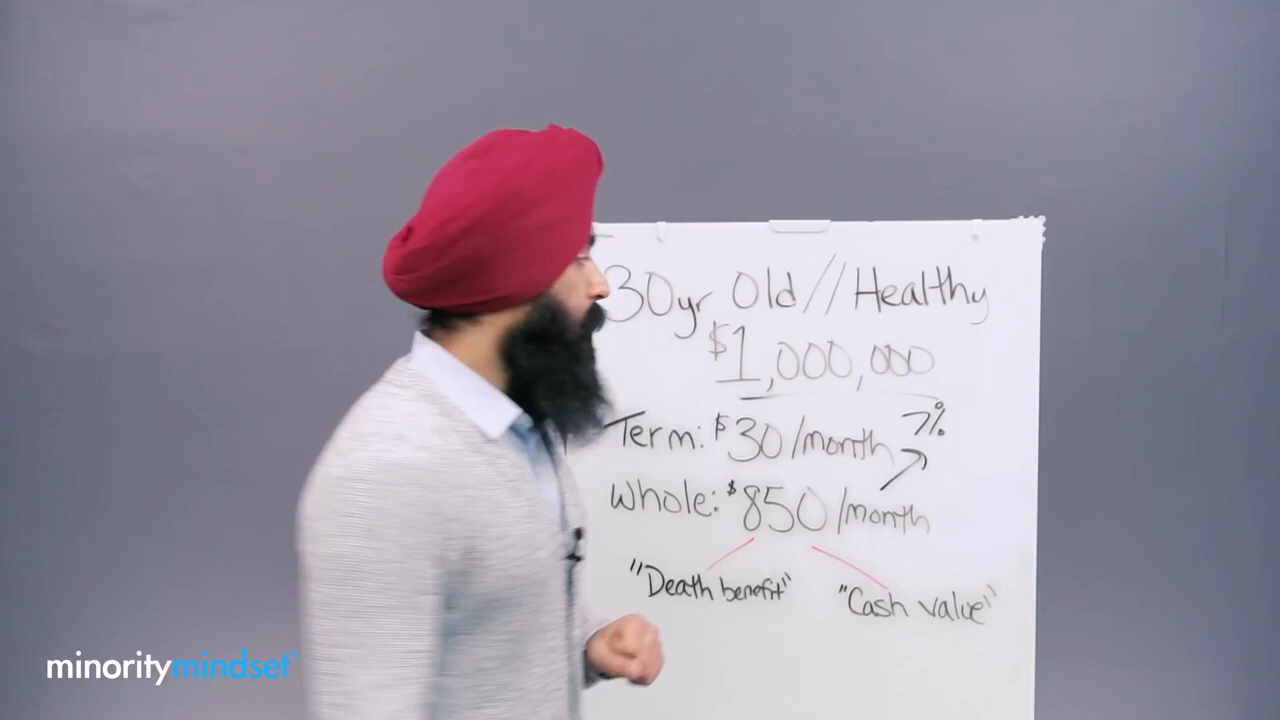 30yr Old // Healthy
$1,000,000
7%
Term: $30/month
Whole: $850/month
"Death benefit" "Cash value"
minoritymindset